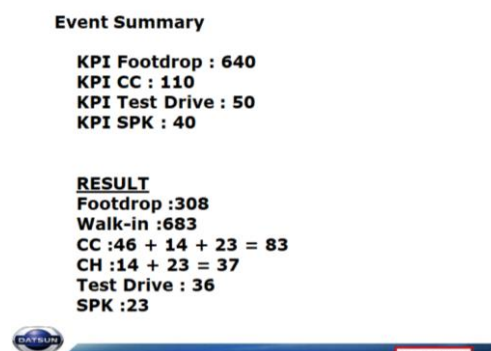 Event Summary
KPI Footdrop : 640
KPI CC : 110
KPI Test Drive : 50
KPI SPK : 40
RESULT
Footdrop :308
Walk-in :683
CC :46 + 14 + 23 = 83
CH :14 + 23 = 37
Test Drive : 36
SPK :23
DATSUN